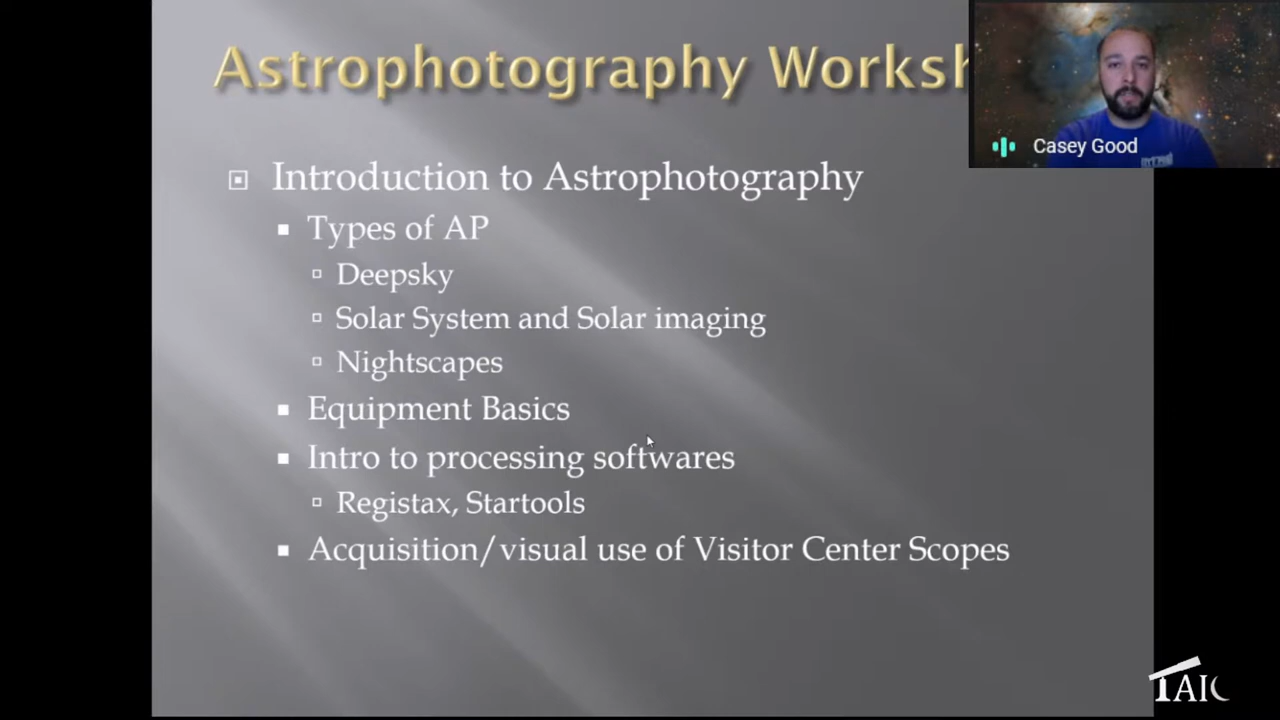 Astrophotography Worksh
Casey Good
Introduction to Astrophotography
Types of AP
Deepsky
Solar System and Solar imaging
Nightscapes
Equipment Basics
Intro to processing softwares
Registax, Startools
Acquisition/visual use of Visitor Center Scopes
TAIC